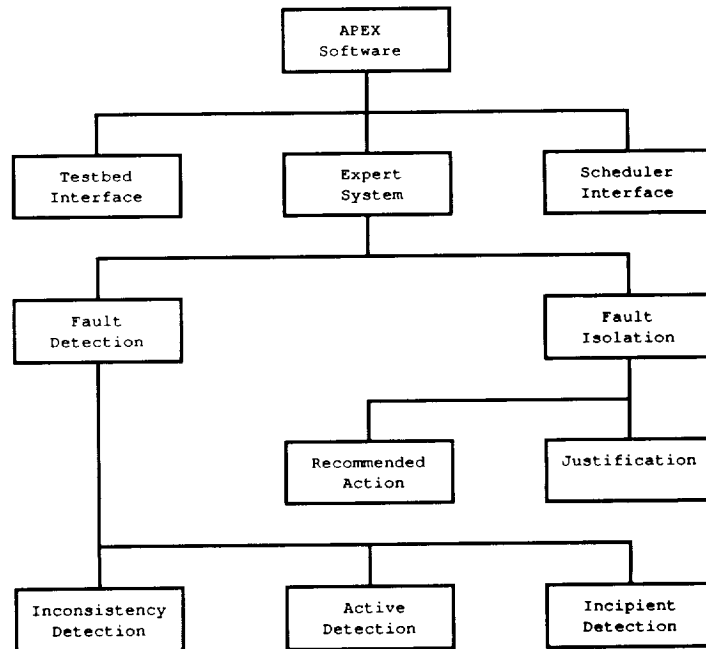 APEX
Software
Testbed
Interface
Expert
System
Scheduler
Interface
Fault
Detection
Fault
Isolation
Recommended
Action
Justification
Inconsistency
Detection
Active
Detection
Incipient
Detection